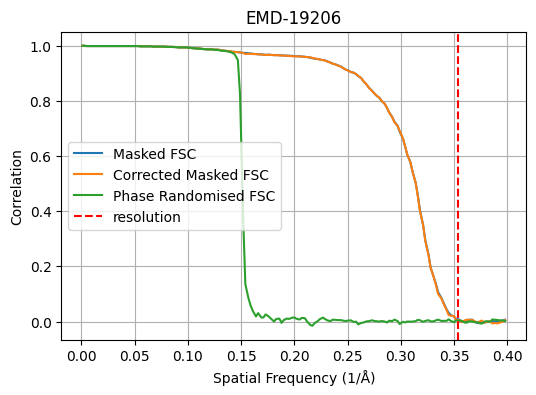 EMD-19206
Correlation
1.0
0.8
0.6
0.4
0.2
0.0
Masked FSC
Corrected Masked FSC
Phase Randomised FSC
resolution
0.00 0.05 0.10 0.15 0.20 0.25 0.30 0.35 0.40
Spatial Frequency (1/Å)